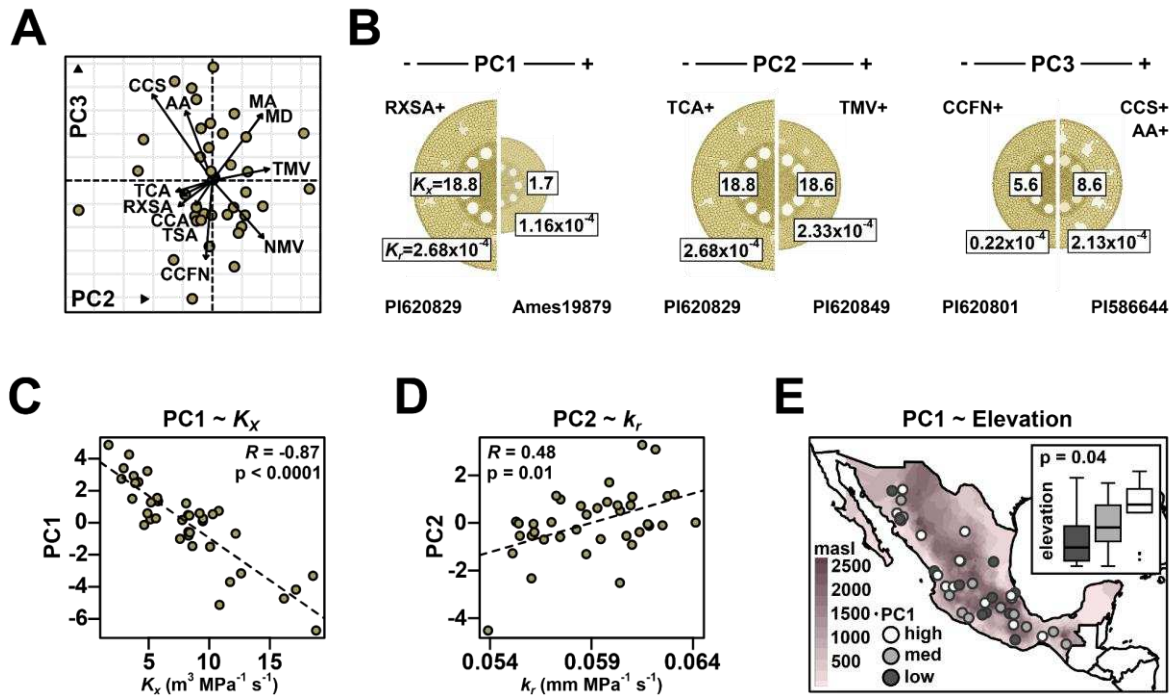 A
PC3
CCS
AA
MA
MD
TMV
TCA
RXSA
CCA
TSA
NMV
CCFN
PC2
B
- PC1 +
RXSA+
Kx=18.8
1.7
1.16x10-4
Kr=2.68x10-4
PI620829
Ames19879
- PC2 +
TCA+
TMV+
18.8
18.6
2.33x10-4
2.68x10-4
PI620829
PI620849
- PC3 +
CCFN+
CCS+
AA+
5.6
8.6
0.22x10-4
2.13x10-4
PI620801
PI586644
C
PC1 ~ Kx
R = -0.87
p < 0.0001
PC1
4
2
0
-2
-4
-6
5
10
15
Kx (m3 MPa-1 s-1)
D
PC2 ~ kr
R = 0.48
p = 0.01
PC2
2
0
-2
-4
0.054
0.059
0.064
kr (mm MPa-1 s-1)
E
PC1 ~ Elevation
p = 0.04
elevation
masl
2500
2000
1500
1000
500
PC1
high
med
low